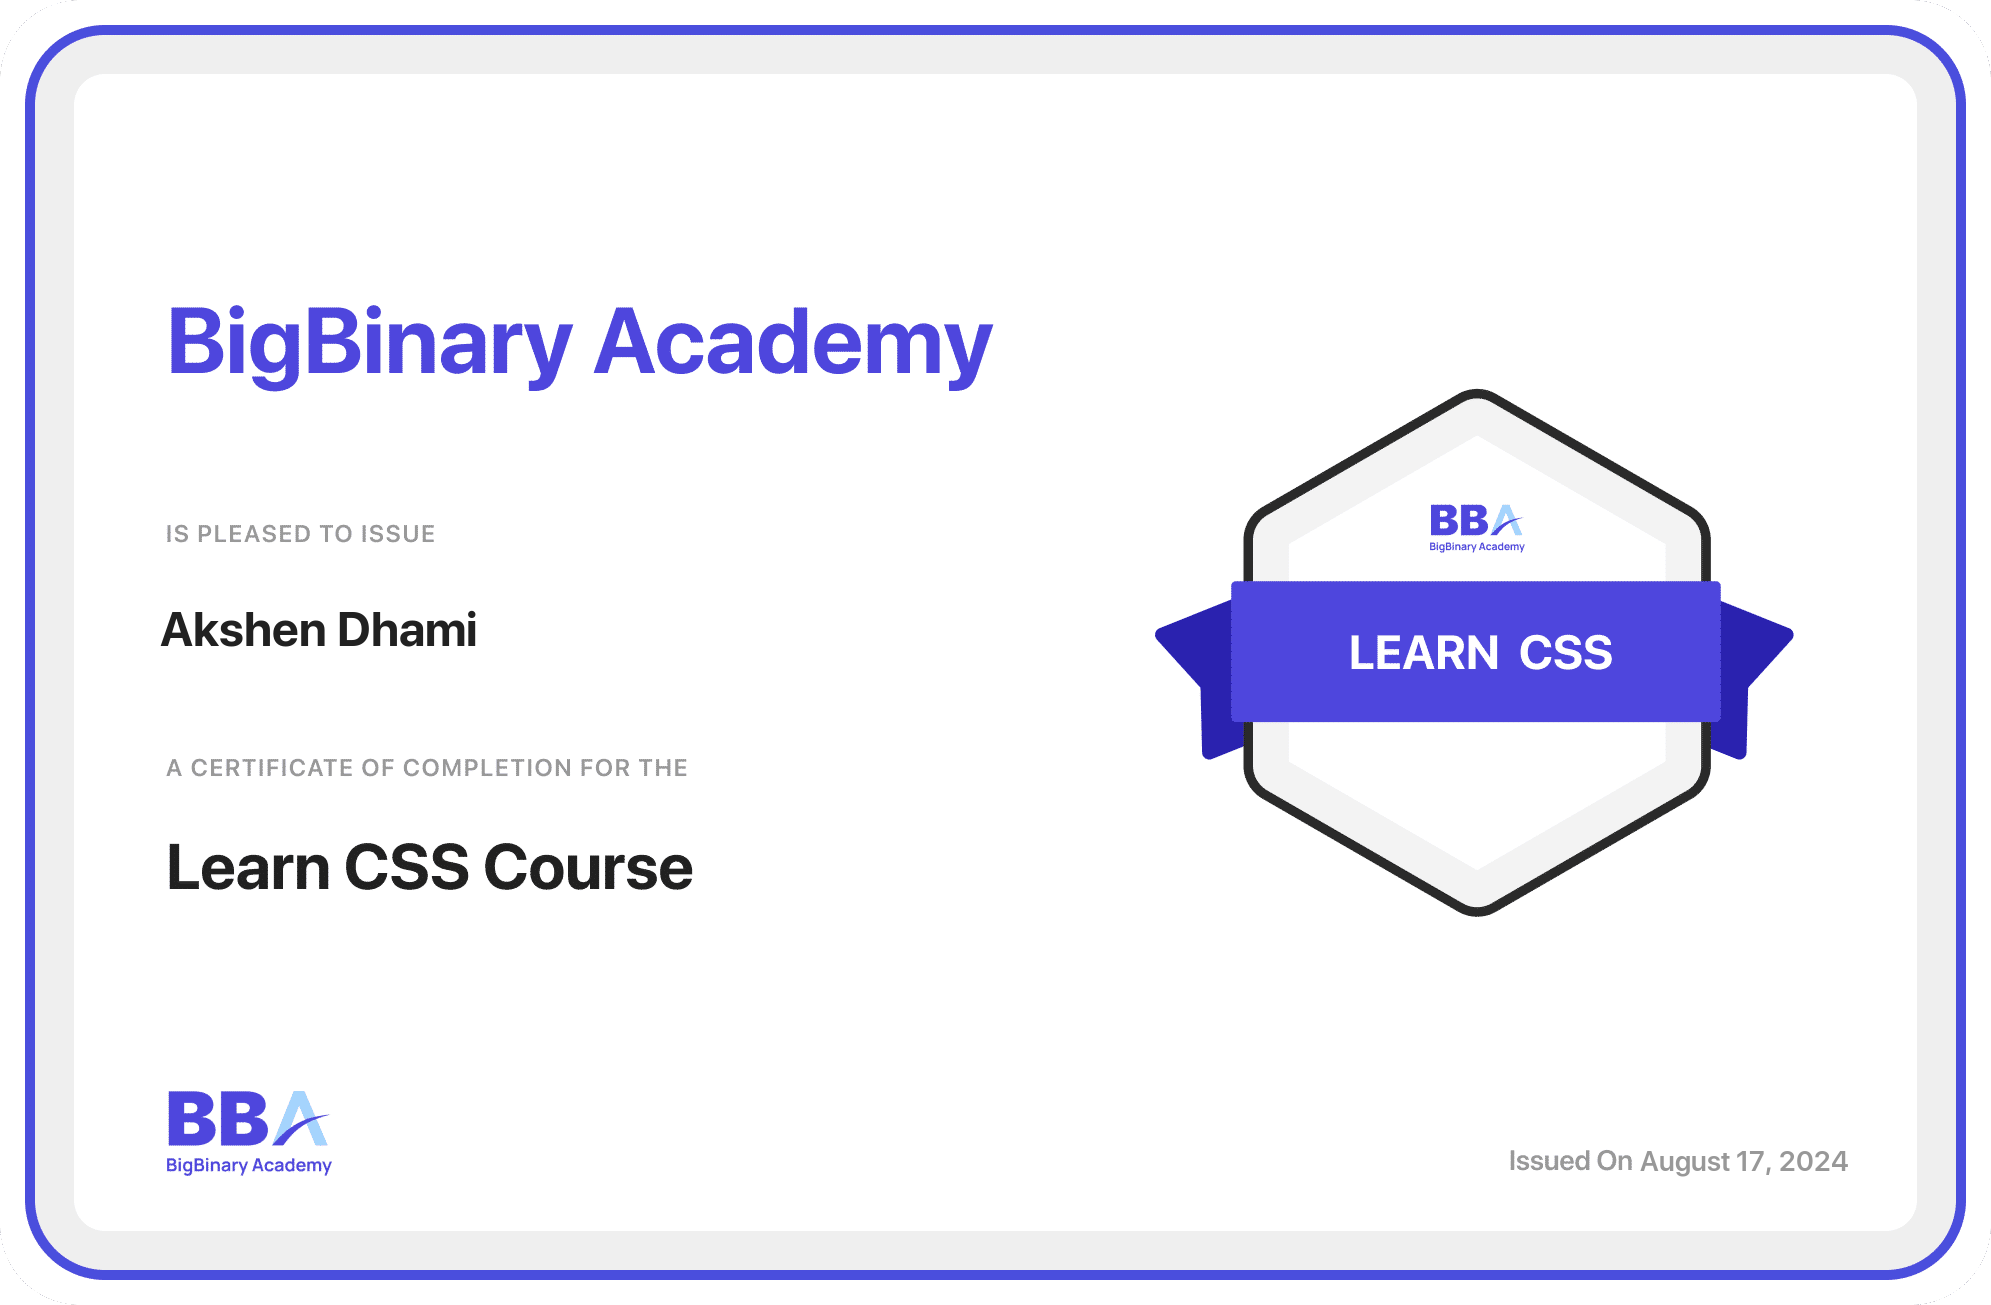 BigBinary Academy
IS PLEASED TO ISSUE
Akshen Dhami
A CERTIFICATE OF COMPLETION FOR THE
Learn CSS Course
BBA
BigBinary Academy
LEARN CSS
BBA
BigBinary Academy
Issued On August 17, 2024